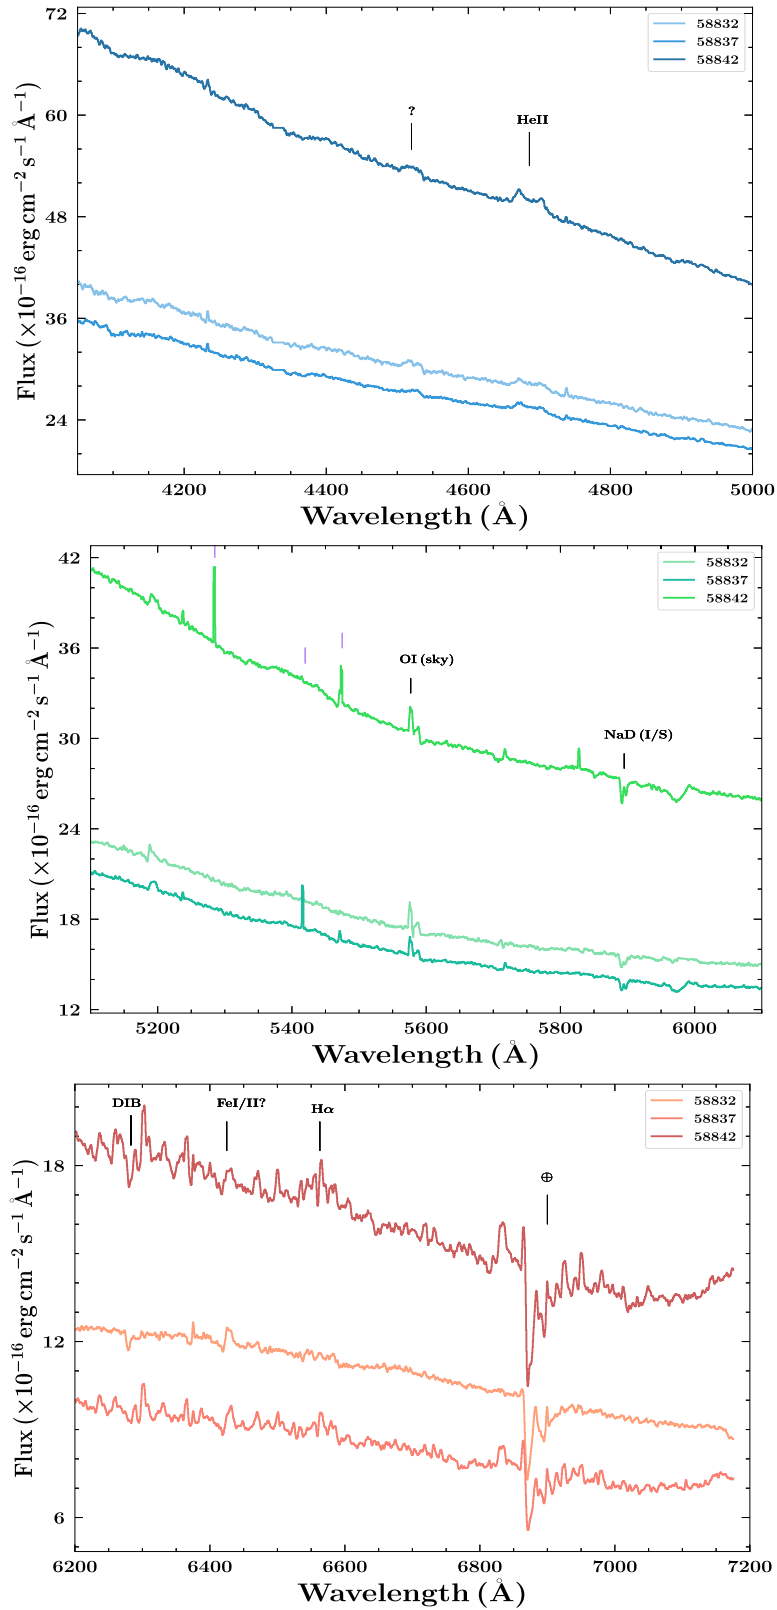 72
60
48
36
24
Flux (×10⁻¹⁶ erg cm⁻² s⁻¹ Å⁻¹)
58832
58837
58842
?
HeII
4200 4400 4600 4800 5000
Wavelength (Å)
42
36
30
24
18
12
Flux (×10⁻¹⁶ erg cm⁻² s⁻¹ Å⁻¹)
58832
58837
58842
OI (sky)
NaD (I/S)
5200 5400 5600 5800 6000
Wavelength (Å)
18
12
6
Flux (×10⁻¹⁶ erg cm⁻² s⁻¹ Å⁻¹)
58832
58837
58842
DIB
FeI/II?
Hα
⊕
6200 6400 6600 6800 7000 7200
Wavelength (Å)